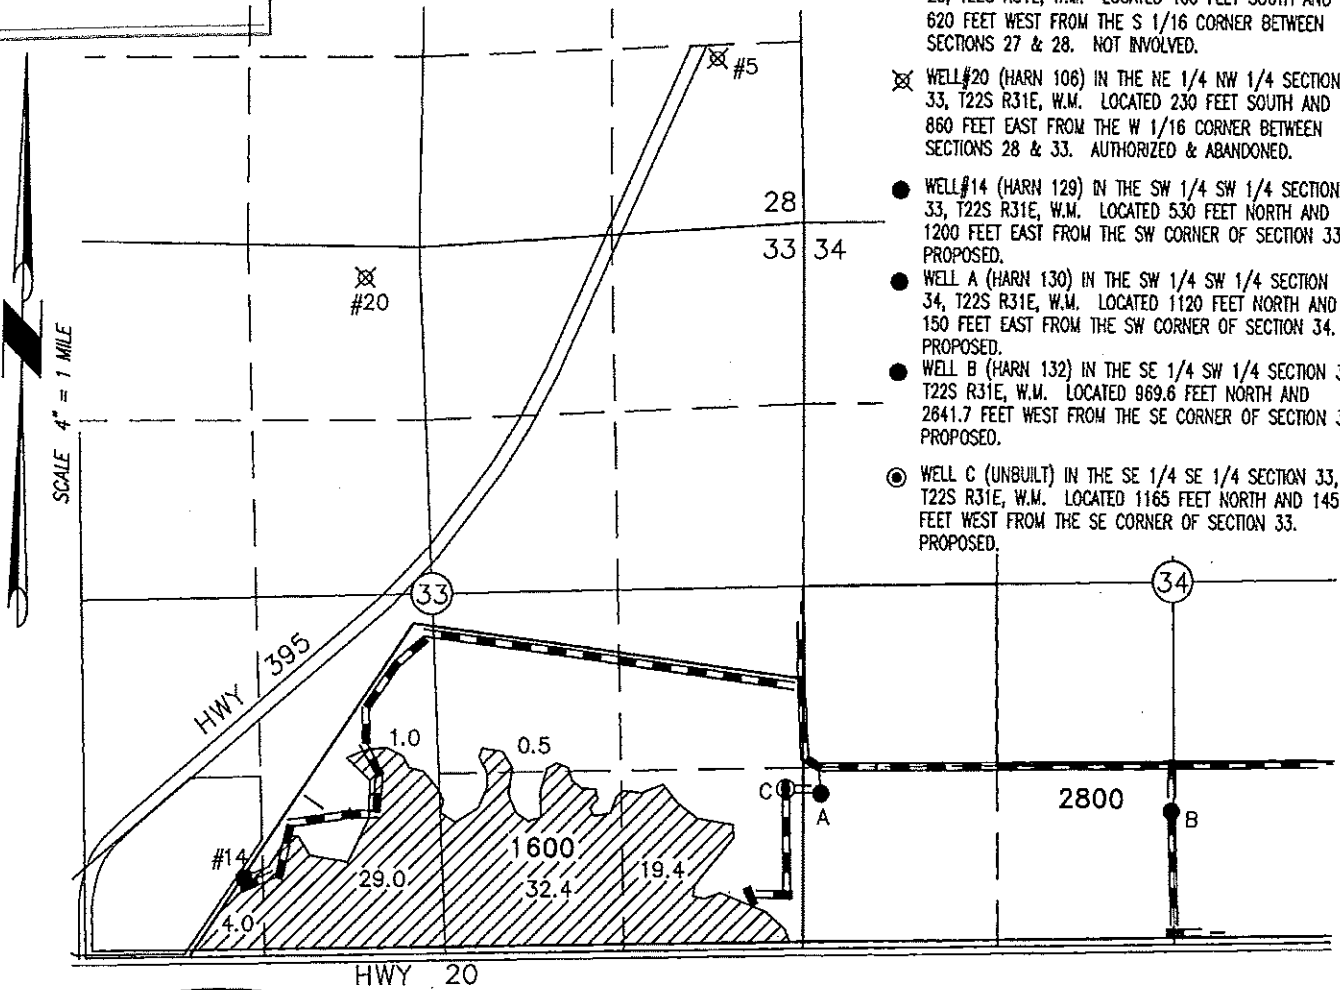 620 FEET WEST FROM THE S 1/16 CORNER BETWEEN
SECTIONS 27 & 28. NOT INVOLVED.
WELL#20 (HARN 106) IN THE NE 1/4 NW 1/4 SECTION
33, T22S R31E, W.M. LOCATED 230 FEET SOUTH AND
860 FEET EAST FROM THE W 1/16 CORNER BETWEEN
SECTIONS 28 & 33. AUTHORIZED & ABANDONED.
WELL#14 (HARN 129) IN THE SW 1/4 SW 1/4 SECTION
33, T22S R31E, W.M. LOCATED 530 FEET NORTH AND
1200 FEET EAST FROM THE SW CORNER OF SECTION 33
PROPOSED.
WELL A (HARN 130) IN THE SW 1/4 SW 1/4 SECTION
34, T22S R31E, W.M. LOCATED 1120 FEET NORTH AND
150 FEET EAST FROM THE SW CORNER OF SECTION 34.
PROPOSED.
WELL B (HARN 132) IN THE SE 1/4 SW 1/4 SECTION
T22S R31E, W.M. LOCATED 969.6 FEET NORTH AND
2641.7 FEET WEST FROM THE SE CORNER OF SECTION
PROPOSED.
WELL C (UNBUILT) IN THE SE 1/4 SE 1/4 SECTION 33,
T22S R31E, W.M. LOCATED 1165 FEET NORTH AND 145
FEET WEST FROM THE SE CORNER OF SECTION 33.
PROPOSED.
#5
28
33 34
#20
SCALE 4" = 1 MILE
33
34
HWY 395
1.0
0.5
C
A
2800
B
#14
1600
29.0
32.4
19.4
4.0
HWY 20